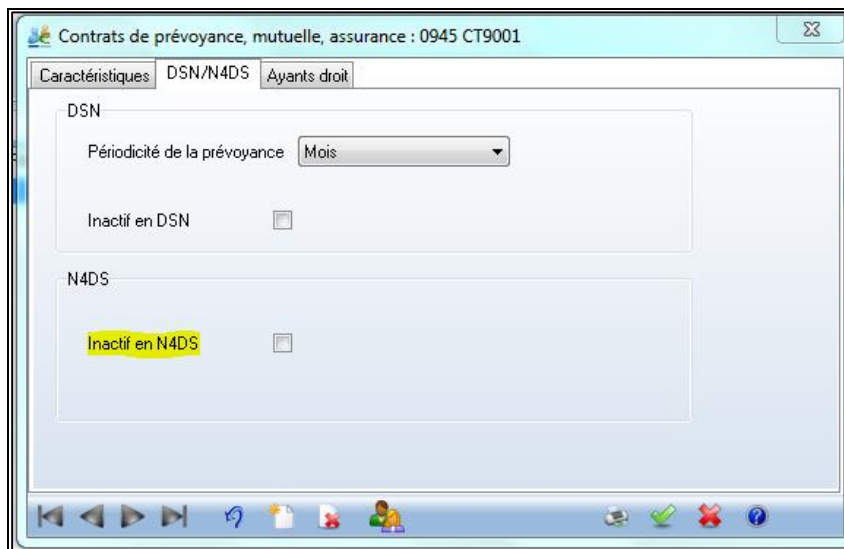 Contrats de prévoyance, mutuelle, assurance : 0945 CT9001
Caractéristiques DSN/N4DS Ayants droit
DSN
Périodicité de la prévoyance Mois
Inactif en DSN
N4DS
Inactif en N4DS